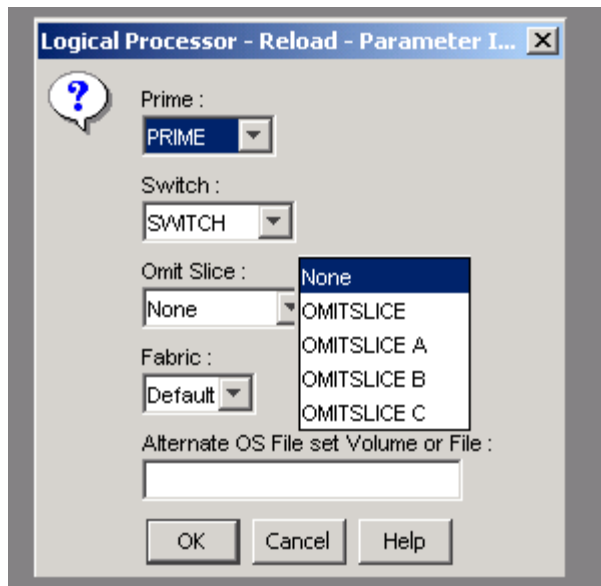 Logical Processor - Reload - Parameter I...
?
Prime :
PRIME
Switch :
SWITCH
Omit Slice :
None
None
OMITSLICE
OMITSLICE A
OMITSLICE B
OMITSLICE C
Fabric :
Default
Alternate OS File set Volume or File :
OK Cancel Help